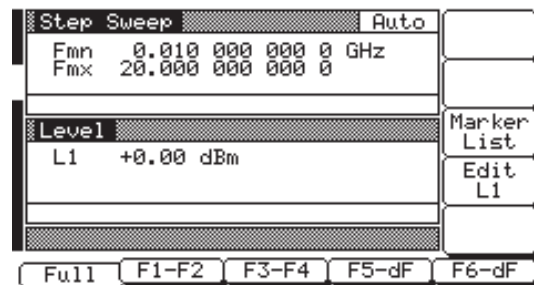 Step Sweep Auto
Fmn 0.010 000 000 0 GHz
Fmx 20.000 000 000 0
Marker
List
Level
L1 +0.00 dBm
Edit
L1
Full F1-F2 F3-F4 F5-dF F6-dF